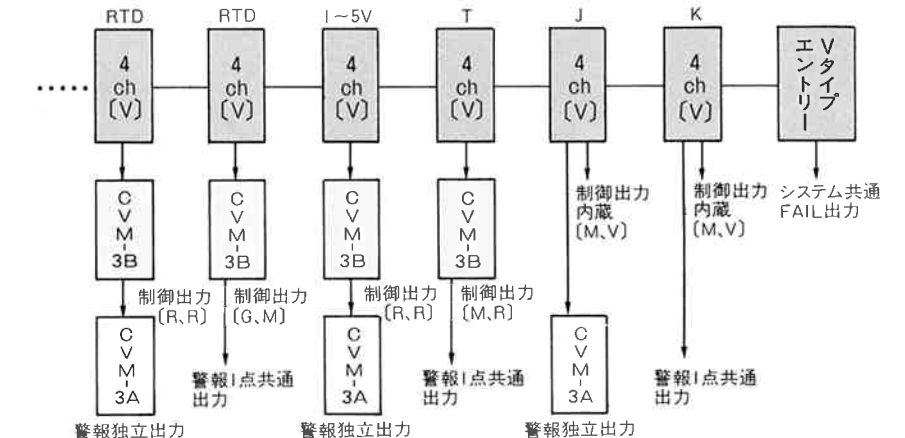 RTD
RTD
1~5V
T
J
K
4
ch
〔V〕
4
ch
〔V〕
4
ch
〔V〕
4
ch
〔V〕
4
ch
〔V〕
4
ch
〔V〕
Vタイプ
エントリー
CVM-3B
CVM-3B
CVM-3B
CVM-3B
制御出力
内蔵
〔M、V〕
制御出力
内蔵
〔M、V〕
システム共通
FAIL出力
制御出力
〔R、R〕
制御出力
〔G、M〕
制御出力
〔R、R〕
制御出力
〔M、R〕
CVM-3A
警報1点共通
出力
CVM-3A
警報1点共通
出力
CVM-3A
警報1点共通
出力
警報独立出力
警報独立出力
警報独立出力